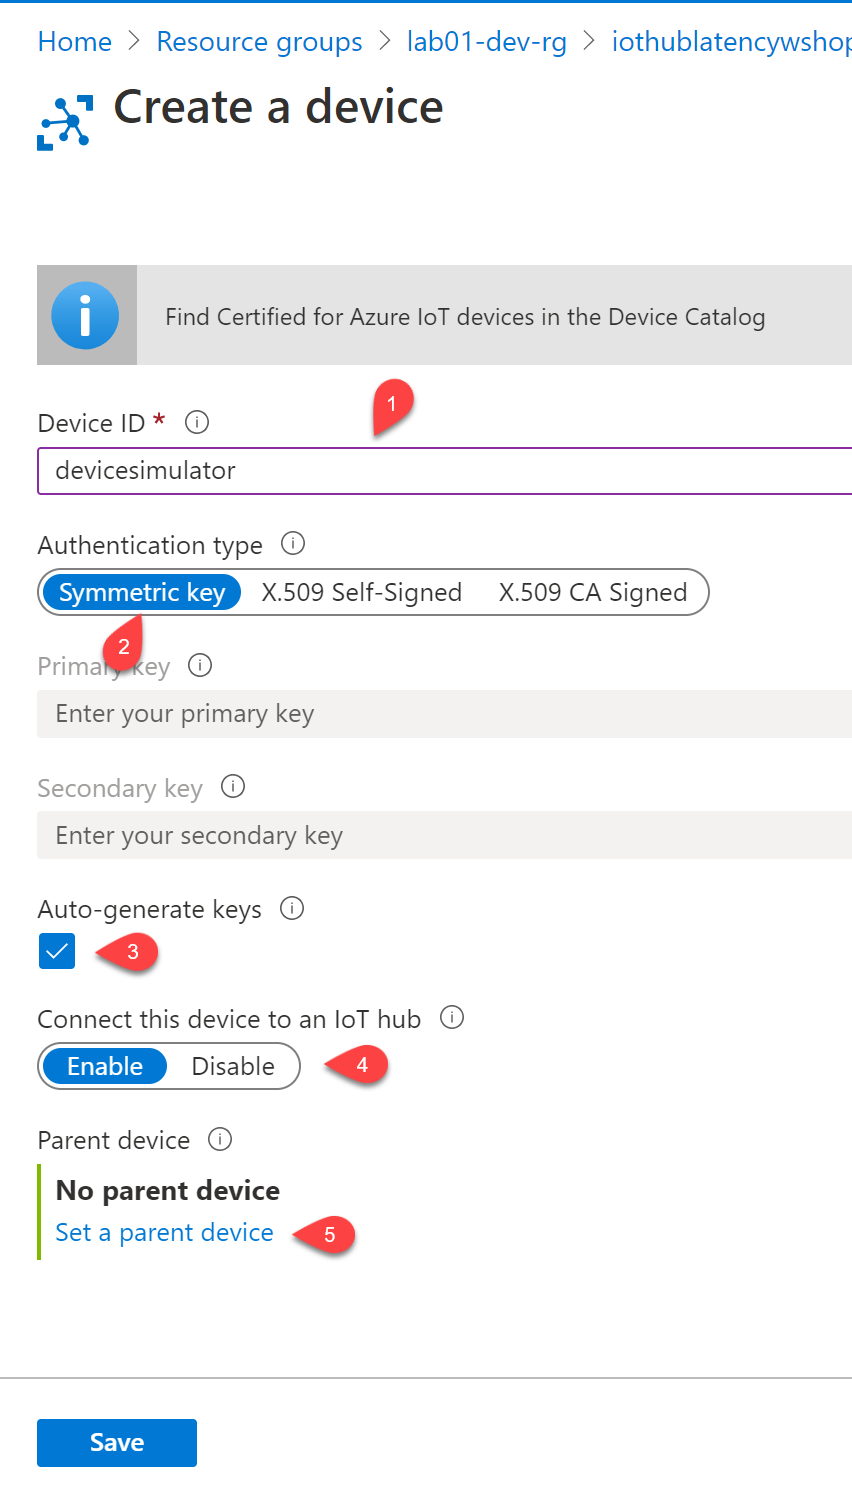 Home > Resource groups > lab01-dev-rg > iothublatencywshop
Create a device
Find Certified for Azure IoT devices in the Device Catalog
1
Device ID *
devicesimulator
Authentication type
Symmetric key X.509 Self-Signed X.509 CA Signed
2
Primary key
Enter your primary key
Secondary key
Enter your secondary key
Auto-generate keys
3
Connect this device to an IoT hub
Enable Disable 4
Parent device
No parent device
Set a parent device 5
Save